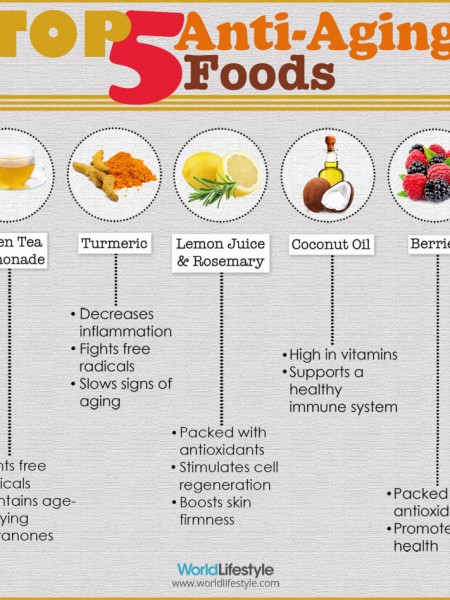 TOP 5 Anti-Aging
Foods
en Tea
monade
Turmeric
Lemon Juice
& Rosemary
Coconut Oil
Berrie
• Decreases
inflammation
• Fights free
radicals
• Slows signs of
aging
• High in vitamins
• Supports a
healthy
immune system
• Packed with
antioxidants
• Stimulates cell
regeneration
• Boosts skin
firmness
hts free
icals
ntains age-
ying
ranones
• Packed
antioxid
• Promote
health
WorldLifestyle
www.worldlifestyle.com